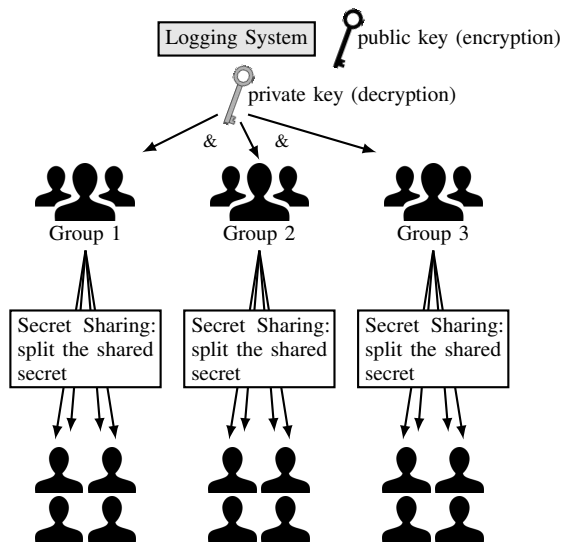 Logging System
public key (encryption)
private key (decryption)
& &
Group 1 Group 2 Group 3
Secret Sharing: Secret Sharing: Secret Sharing:
split the shared split the shared split the shared
secret secret secret